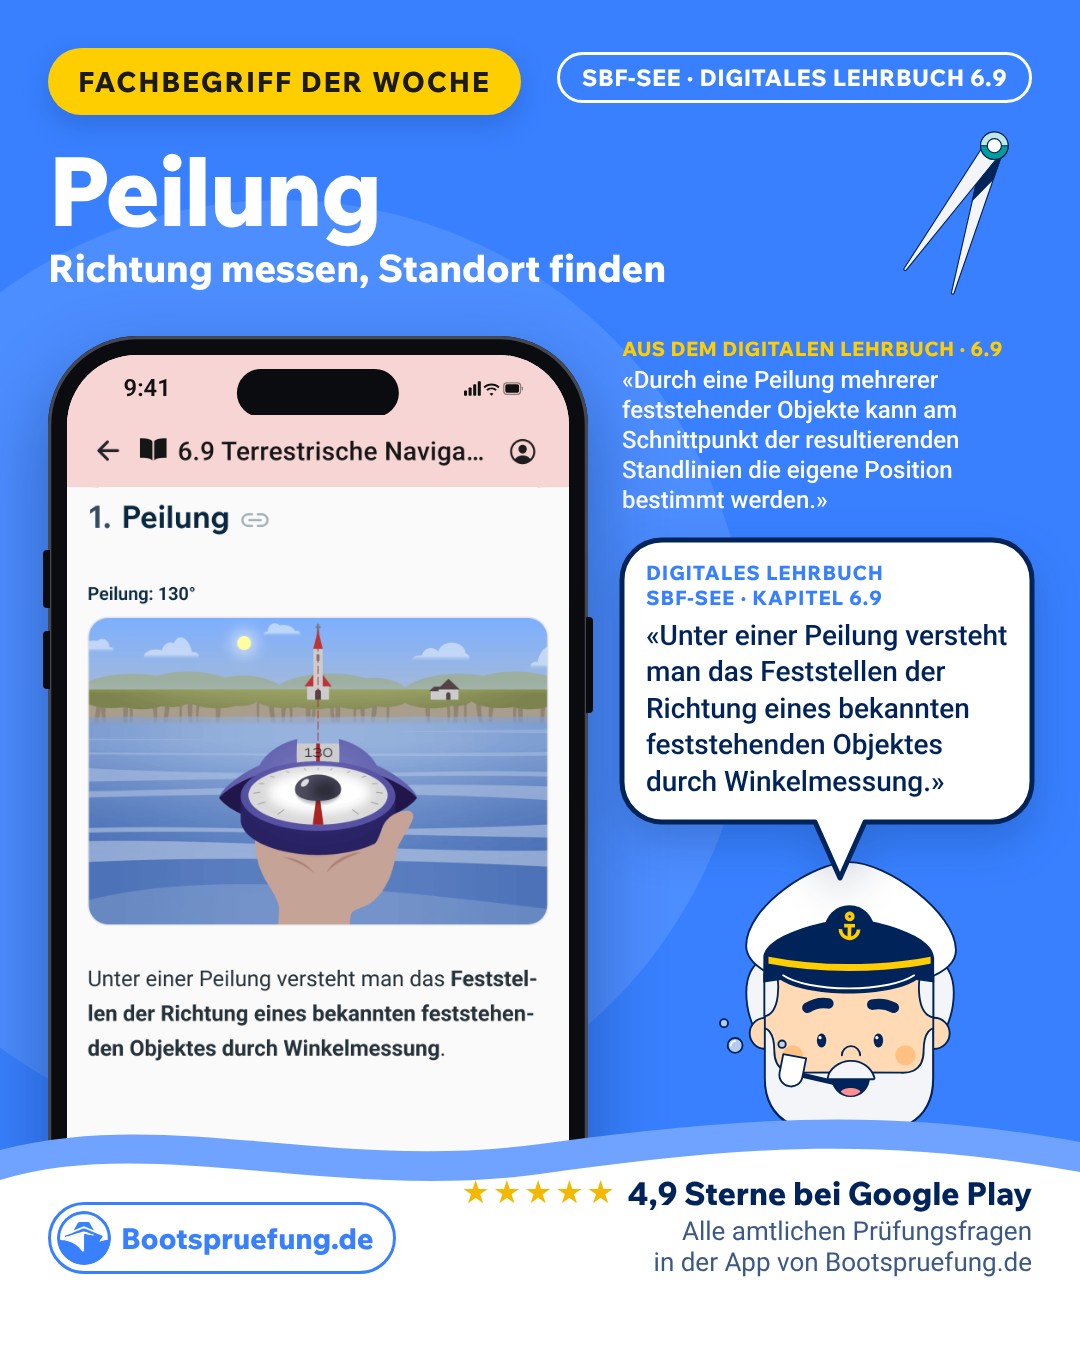 FACHBEGRIFF DER WOCHE
SBF-SEE · DIGITALES LEHRBUCH 6.9
Peilung
Richtung messen, Standort finden
9:41
6.9 Terrestrische Naviga...
1. Peilung
Peilung: 130°
130
Unter einer Peilung versteht man das Feststel-
len der Richtung eines bekannten feststehen-
den Objektes durch Winkelmessung.
AUS DEM DIGITALEN LEHRBUCH · 6.9
«Durch eine Peilung mehrerer
feststehender Objekte kann am
Schnittpunkt der resultierenden
Standlinien die eigene Position
bestimmt werden.»
DIGITALES LEHRBUCH
SBF-SEE · KAPITEL 6.9
«Unter einer Peilung versteht
man das Feststellen der
Richtung eines bekannten
feststehenden Objektes
durch Winkelmessung.»
★★★★★ 4,9 Sterne bei Google Play
Alle amtlichen Prüfungsfragen
in der App von Bootspruefung.de
Bootspruefung.de